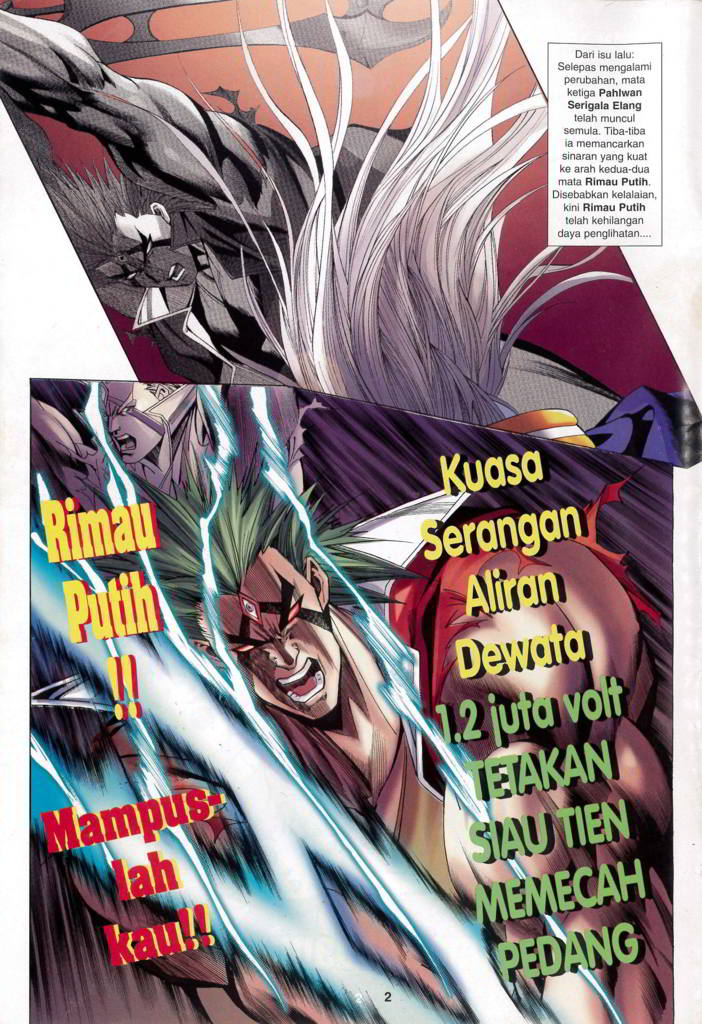 Dari isu lalu:
Selepas mengalami
perubahan, mata
ketiga Pahlwan
Serigala Elang
telah muncul
semula. Tiba-tiba
ia memancarkan
sinaran yang kuat
ke arah kedua-dua
mata Rimau Putih.
Disebabkan kelalaian,
kini Rimau Putih
telah kehilangan
daya penglihatan....
Rimau
Putih
!!
Mampus-
lah
kau!!
Kuasa
Serangan
Aliran
Dewata
1.2 juta volt
TETAKAN
SIAU TIEN
MEMECAH
PEDANG
2